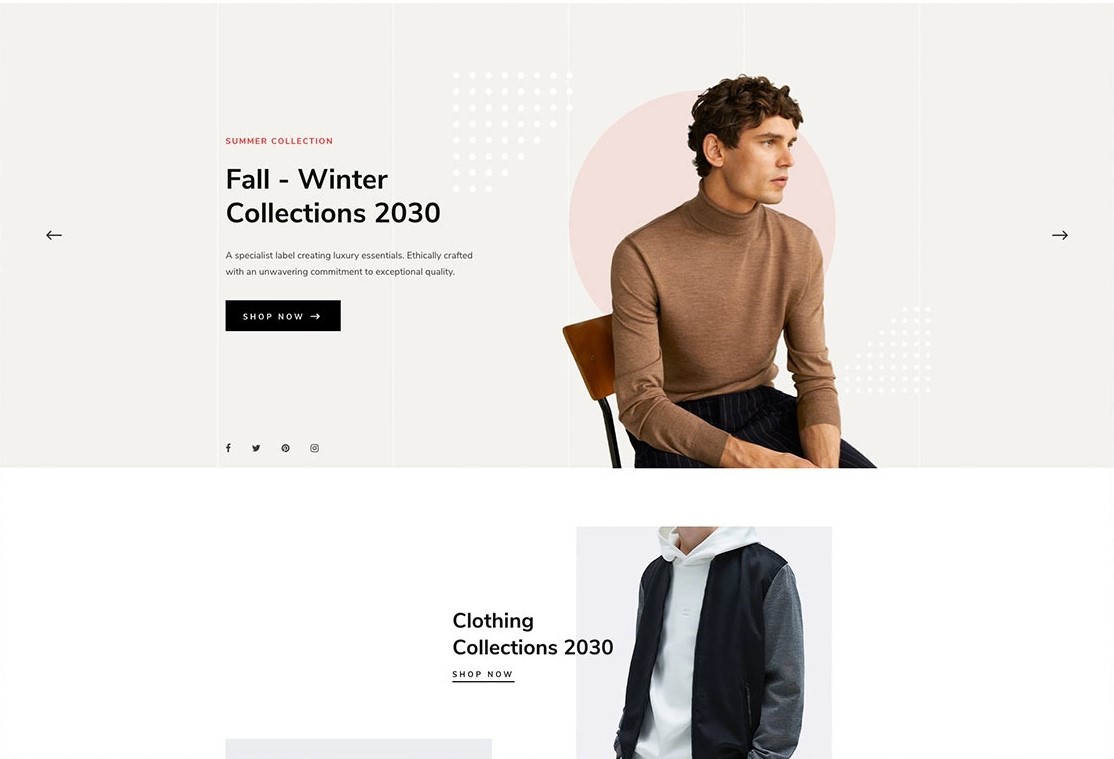 SUMMER COLLECTION
Fall - Winter
Collections 2030
A specialist label creating luxury essentials. Ethically crafted
with an unwavering commitment to exceptional quality.
SHOP NOW
Clothing
Collections 2030
SHOP NOW